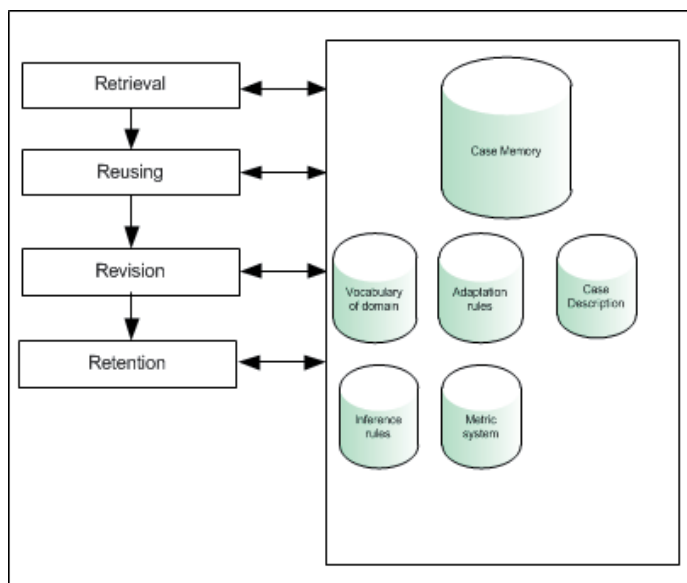 Retrieval
Reusing
Revision
Retention
Case Memory
Vocabulary
of domain
Adaptation
rules
Case
Description
Inference
rules
Metric
system